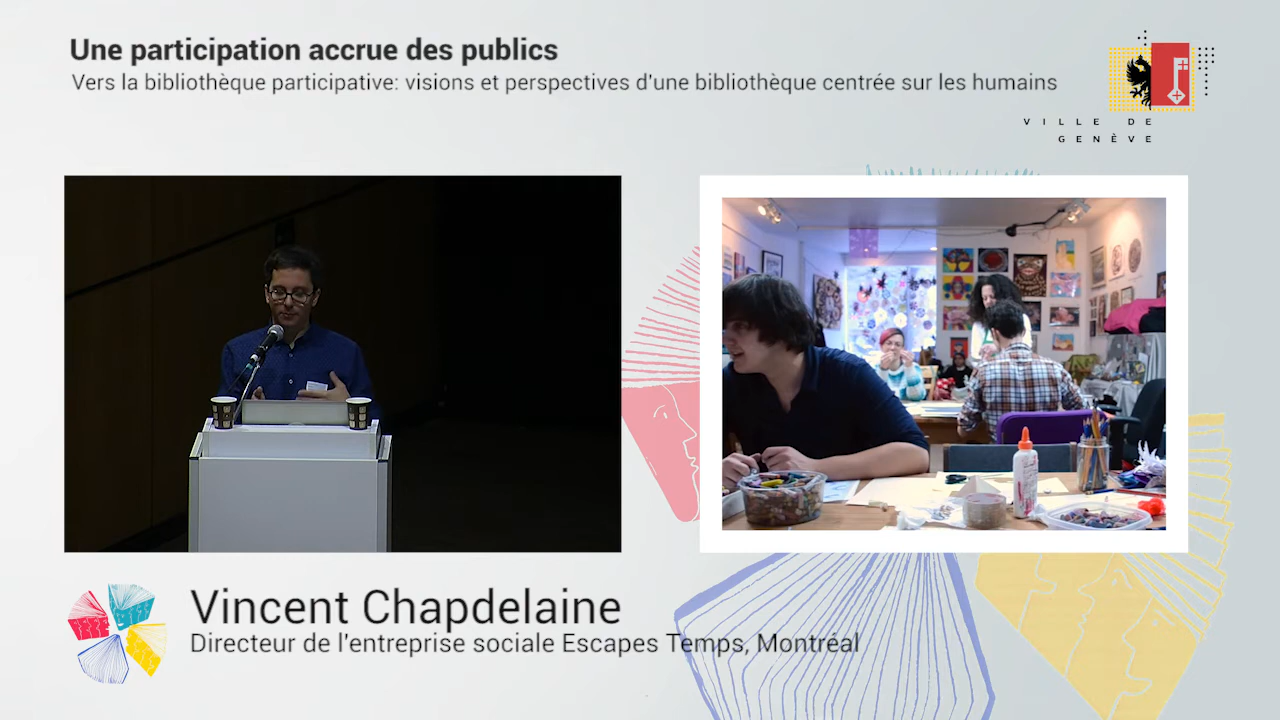 Une participation accrue des publics
Vers la bibliothèque participative: visions et perspectives d'une bibliothèque centrée sur les humains
VILLE DE
GENÈVE
Vincent Chapdelaine
Directeur de l'entreprise sociale Escapes Temps, Montréal